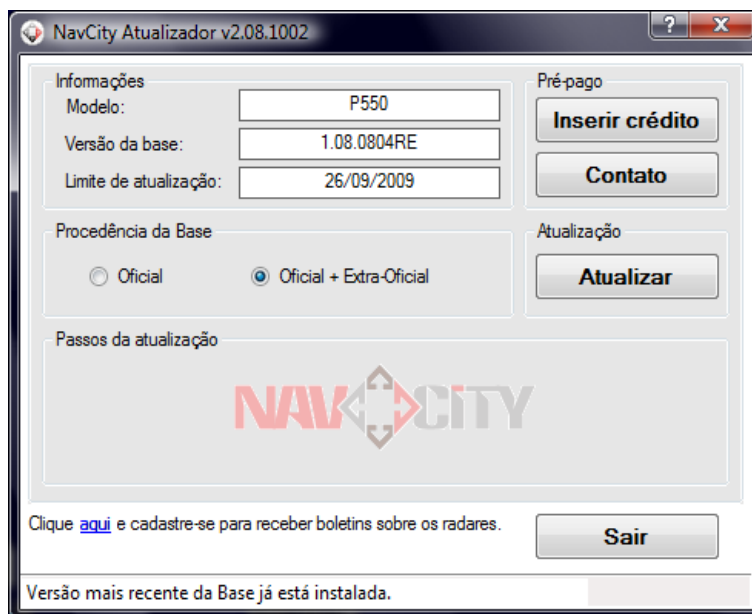 NavCity Atualizador v2.08.1002
Informações
Modelo: P550
Versão da base: 1.08.0804RE
Limite de atualização: 26/09/2009
Pré-pago
Inserir crédito
Contato
Procedência da Base
Oficial
Oficial + Extra-Oficial
Atualização
Atualizar
Passos da atualização
NAVCiTY
Clique aqui e cadastre-se para receber boletins sobre os radares.
Sair
Versão mais recente da Base já está instalada.